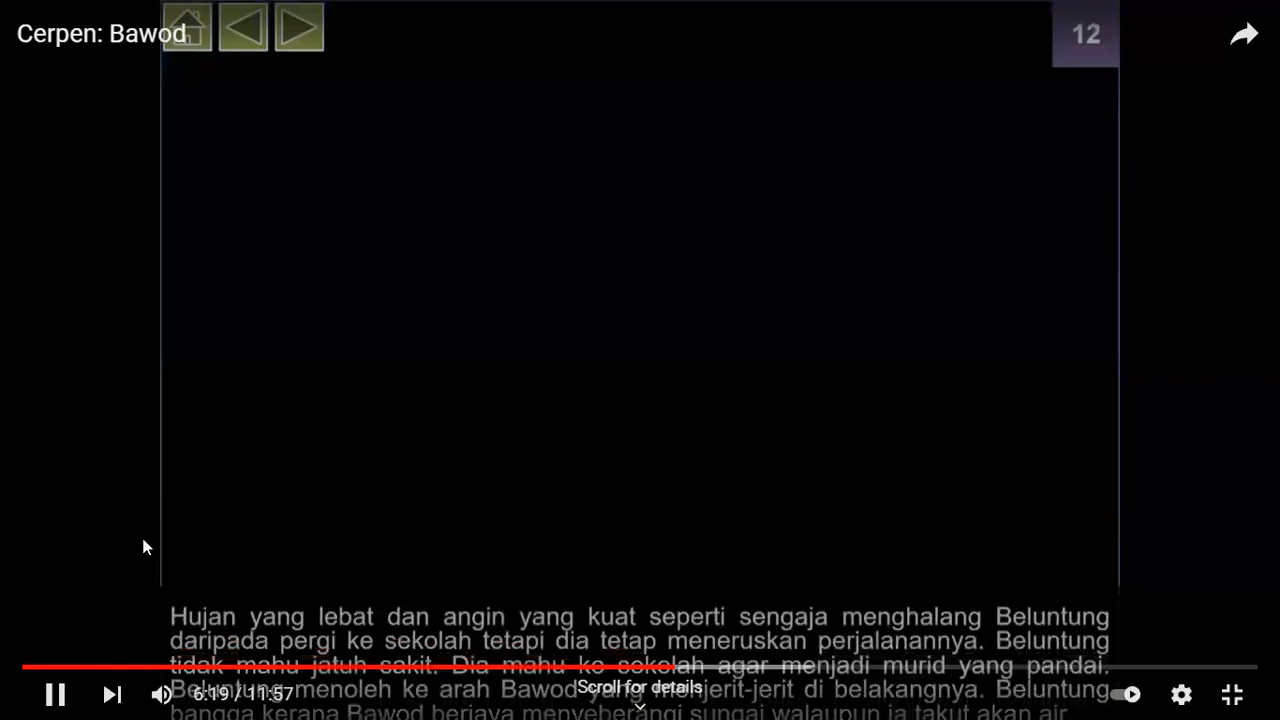 Cerpen: Bawod
12
Hujan yang lebat dan angin yang kuat seperti sengaja menghalang Beluntung
daripada pergi ke sekolah tetapi dia tetap meneruskan perjalanannya. Beluntung
tidak mahu jatuh sakit. Dia mahu ke sekolah agar menjadi murid yang pandai.
Beluntung menoleh ke arah Bawod yang menjerit-jerit di belakangnya. Beluntung
bangga kerana Bawod berjaya menyeberangi sungai walaupun ia takut akan air.
6:19 / 11:57
Scroll for details